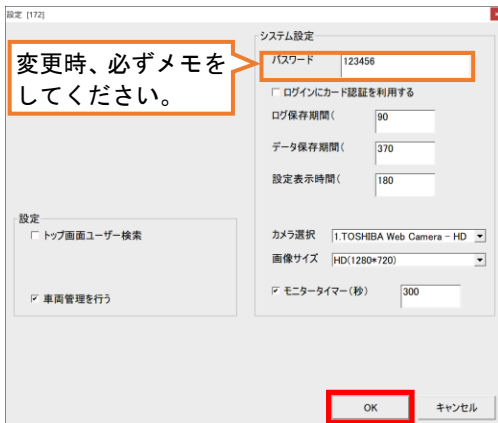 設定 [172]
システム設定
変更時、必ずメモを
してください。
パスワード 123456
ログインにカード認証を利用する
ログ保存期間( 90
データ保存期間( 370
設定表示時間( 180
設定
トップ画面ユーザー検索
車両管理を行う
カメラ選択 1.TOSHIBA Web Camera - HD
画像サイズ HD(1280*720)
モニタータイマー(秒) 300
OK キャンセル